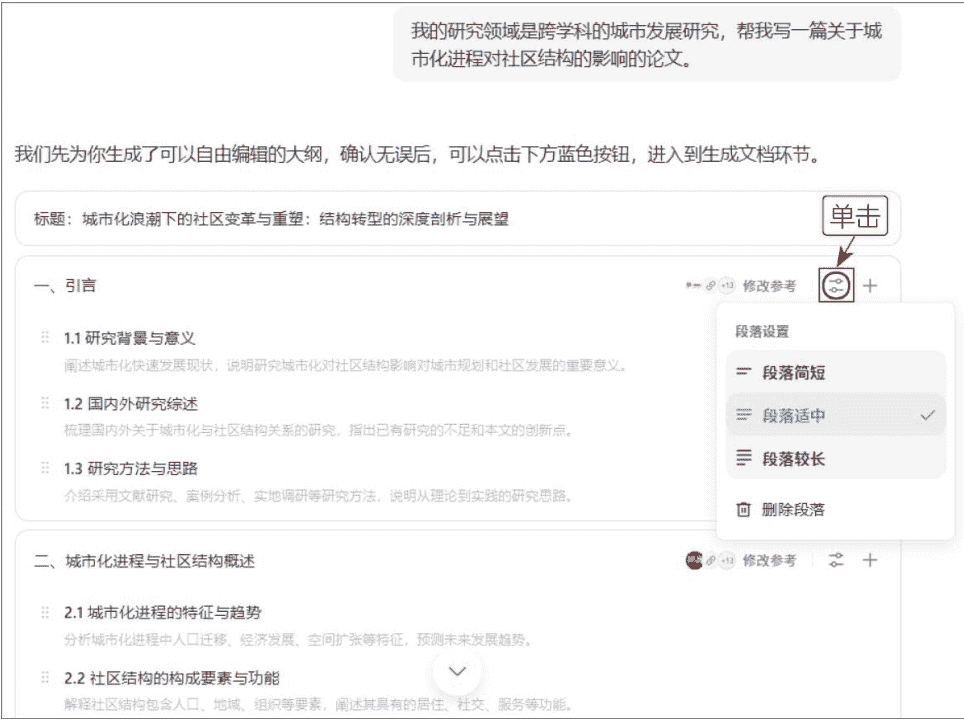 我的研究领域是跨学科的城市发展研究，帮我写一篇关于城
市化进程对社区结构的影响的论文。
我们先为你生成了可以自由编辑的大纲，确认无误后，可以点击下方蓝色按钮，进入到生成文档环节。
标题：城市化浪潮下的社区变革与重塑：结构转型的深度剖析与展望
单击
一、引言
+13 修改参考
段落设置
1.1 研究背景与意义
阐述城市化快速发展现状，说明研究城市化对社区结构影响对城市规划和社区发展的重要意义。
段落简短
1.2 国内外研究综述
段落适中
梳理国内外关于城市化与社区结构关系的研究，指出已有研究的不足和本文的创新点。
段落较长
1.3 研究方法与思路
介绍采用文献研究、案例分析、实地调研等研究方法，说明从理论到实践的研究思路。
删除段落
二、城市化进程与社区结构概述
+13 修改参考
2.1 城市化进程的特征与趋势
分析城市化进程中人口迁移、经济发展、空间扩张等特征，预测未来发展趋势。
2.2 社区结构的构成要素与功能
解释社区结构包含人口、地域、组织等要素，阐述其具有的居住、社交、服务等功能。